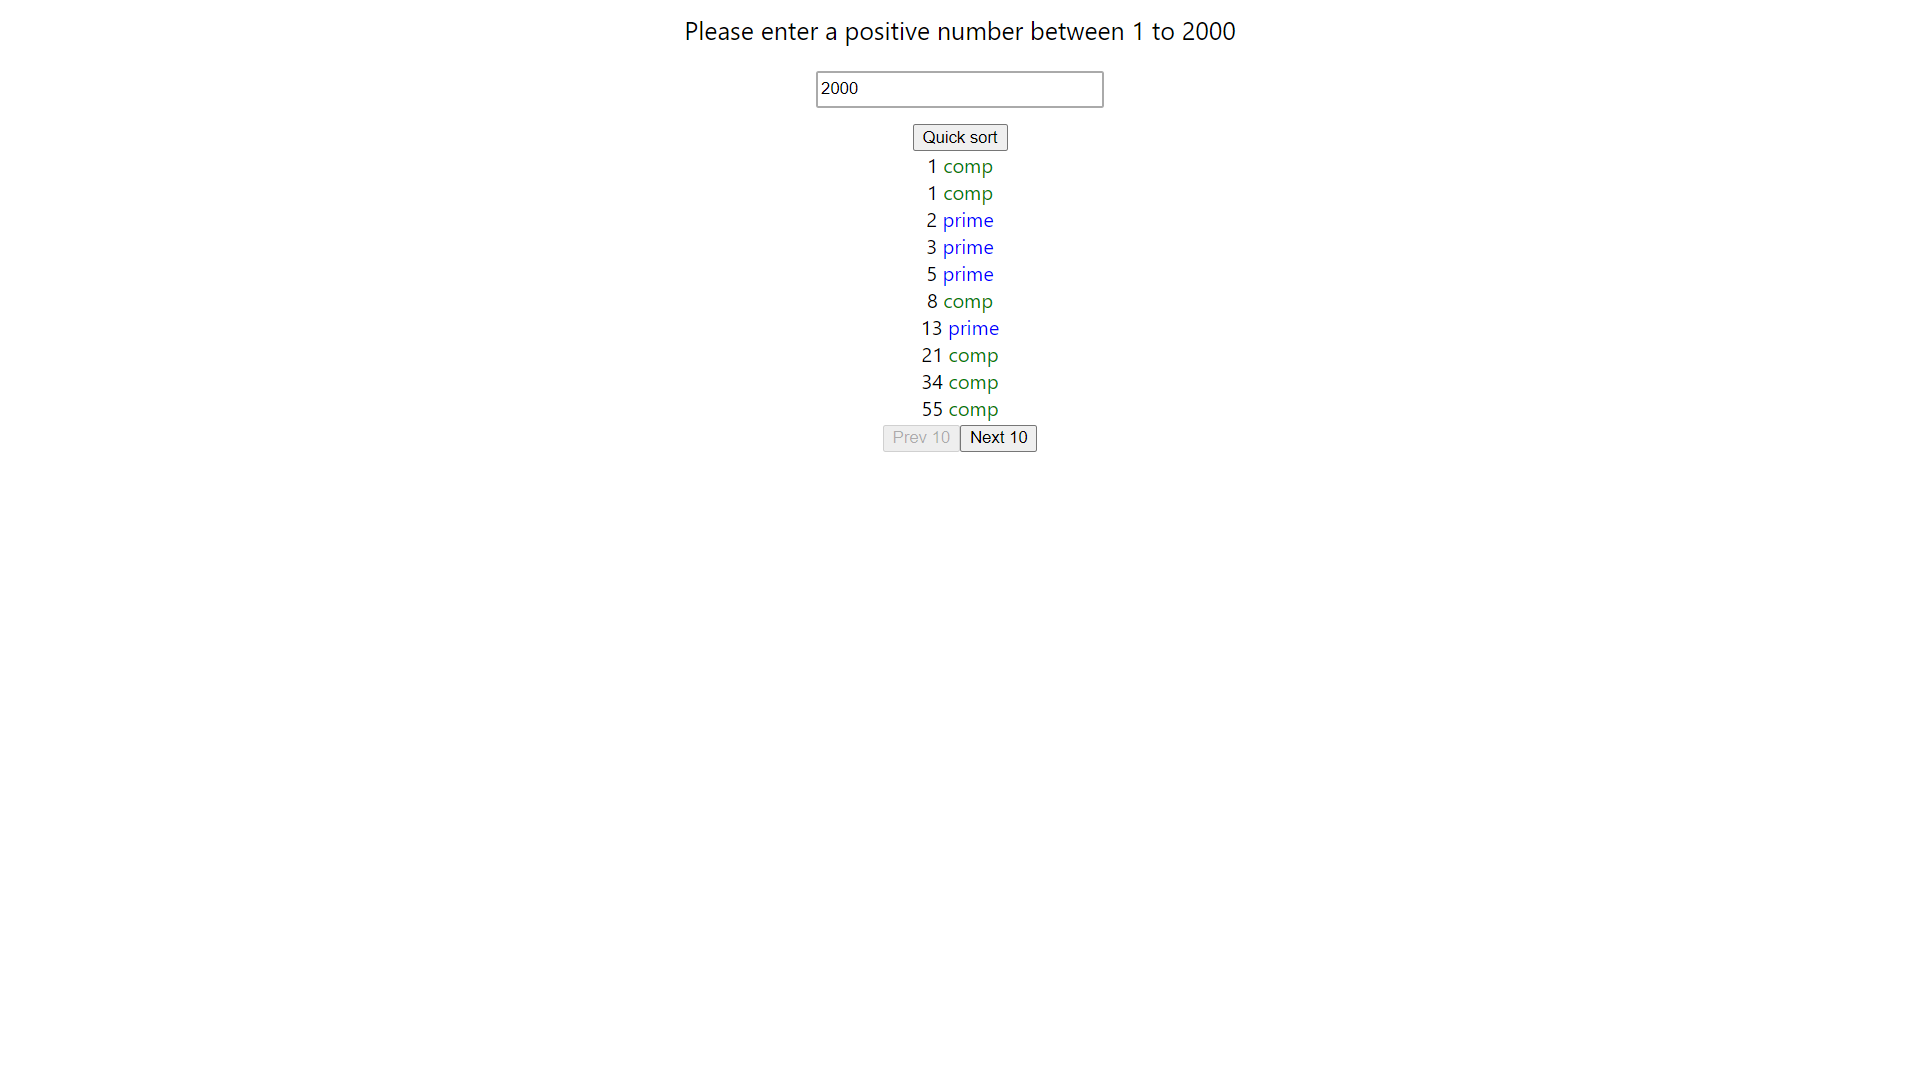 Please enter a positive number between 1 to 2000
2000
Quick sort
1 comp
1 comp
2 prime
3 prime
5 prime
8 comp
13 prime
21 comp
34 comp
55 comp
Prev 10 Next 10